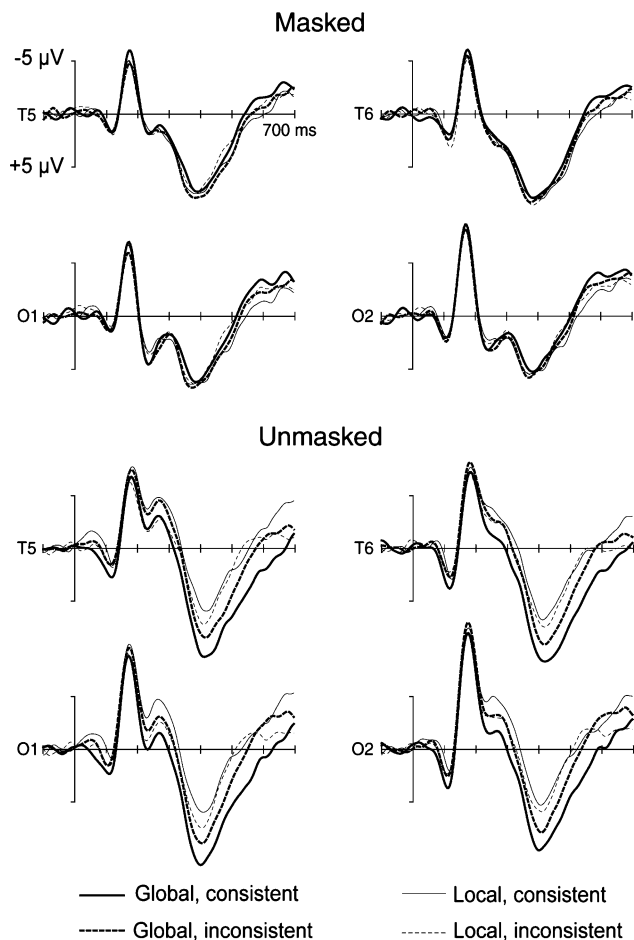 Masked
-5 µV
T5
700 ms
+5 µV
T6
O1
O2
Unmasked
T5
T6
O1
O2
Global, consistent
Local, consistent
Global, inconsistent
Local, inconsistent